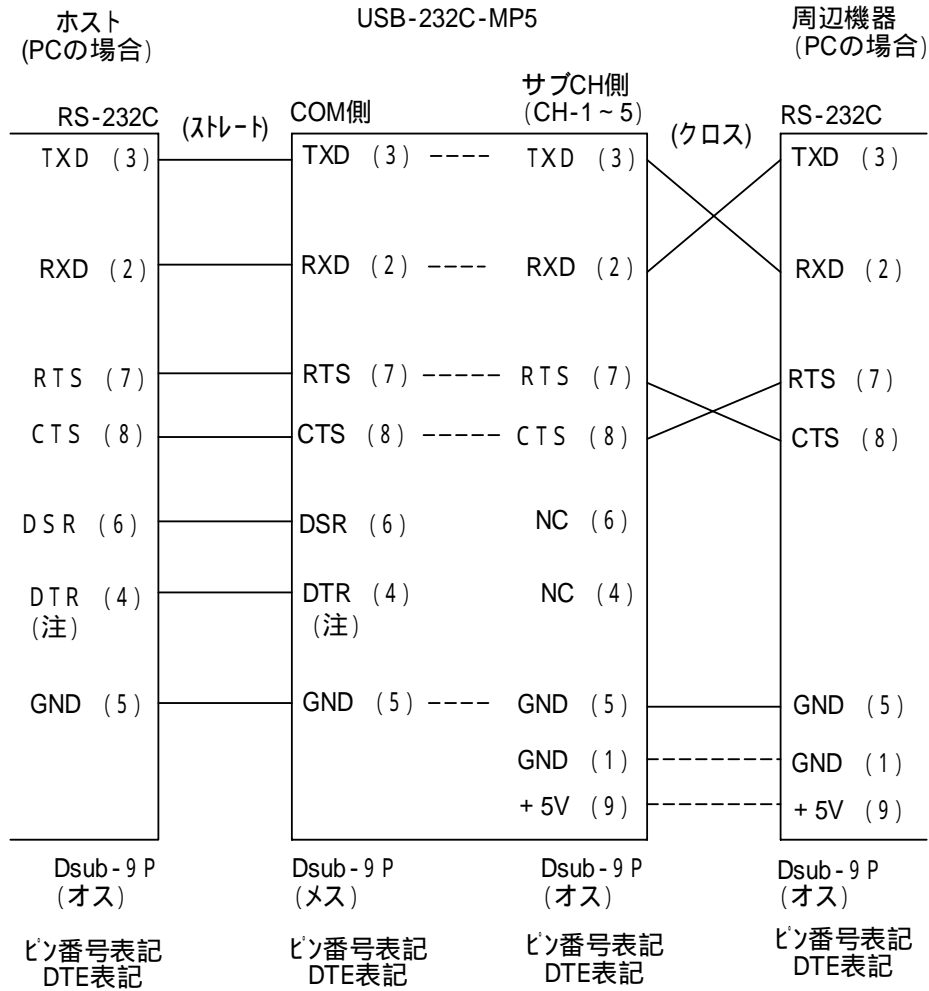 ホスト
(PCの場合)
USB-232C-MP5
周辺機器
(PCの場合)
サブCH側
(CH-1~5)
RS-232C
(ストレート)
COM側
(クロス)
RS-232C
TXD (3)
TXD (3)
TXD (3)
TXD (3)
RXD (2)
RXD (2)
RXD (2)
RXD (2)
RTS (7)
RTS (7)
RTS (7)
RTS (7)
CTS (8)
CTS (8)
CTS (8)
CTS (8)
DSR (6)
DSR (6)
NC (6)
DTR (4)
(注)
DTR (4)
(注)
NC (4)
GND (5)
GND (5)
GND (5)
GND (5)
GND (1)
GND (1)
+5V (9)
+5V (9)
Dsub-9P
(オス)
Dsub-9P
(メス)
Dsub-9P
(オス)
Dsub-9P
(オス)
ピン番号表記
DTE表記
ピン番号表記
DTE表記
ピン番号表記
DTE表記
ピン番号表記
DTE表記